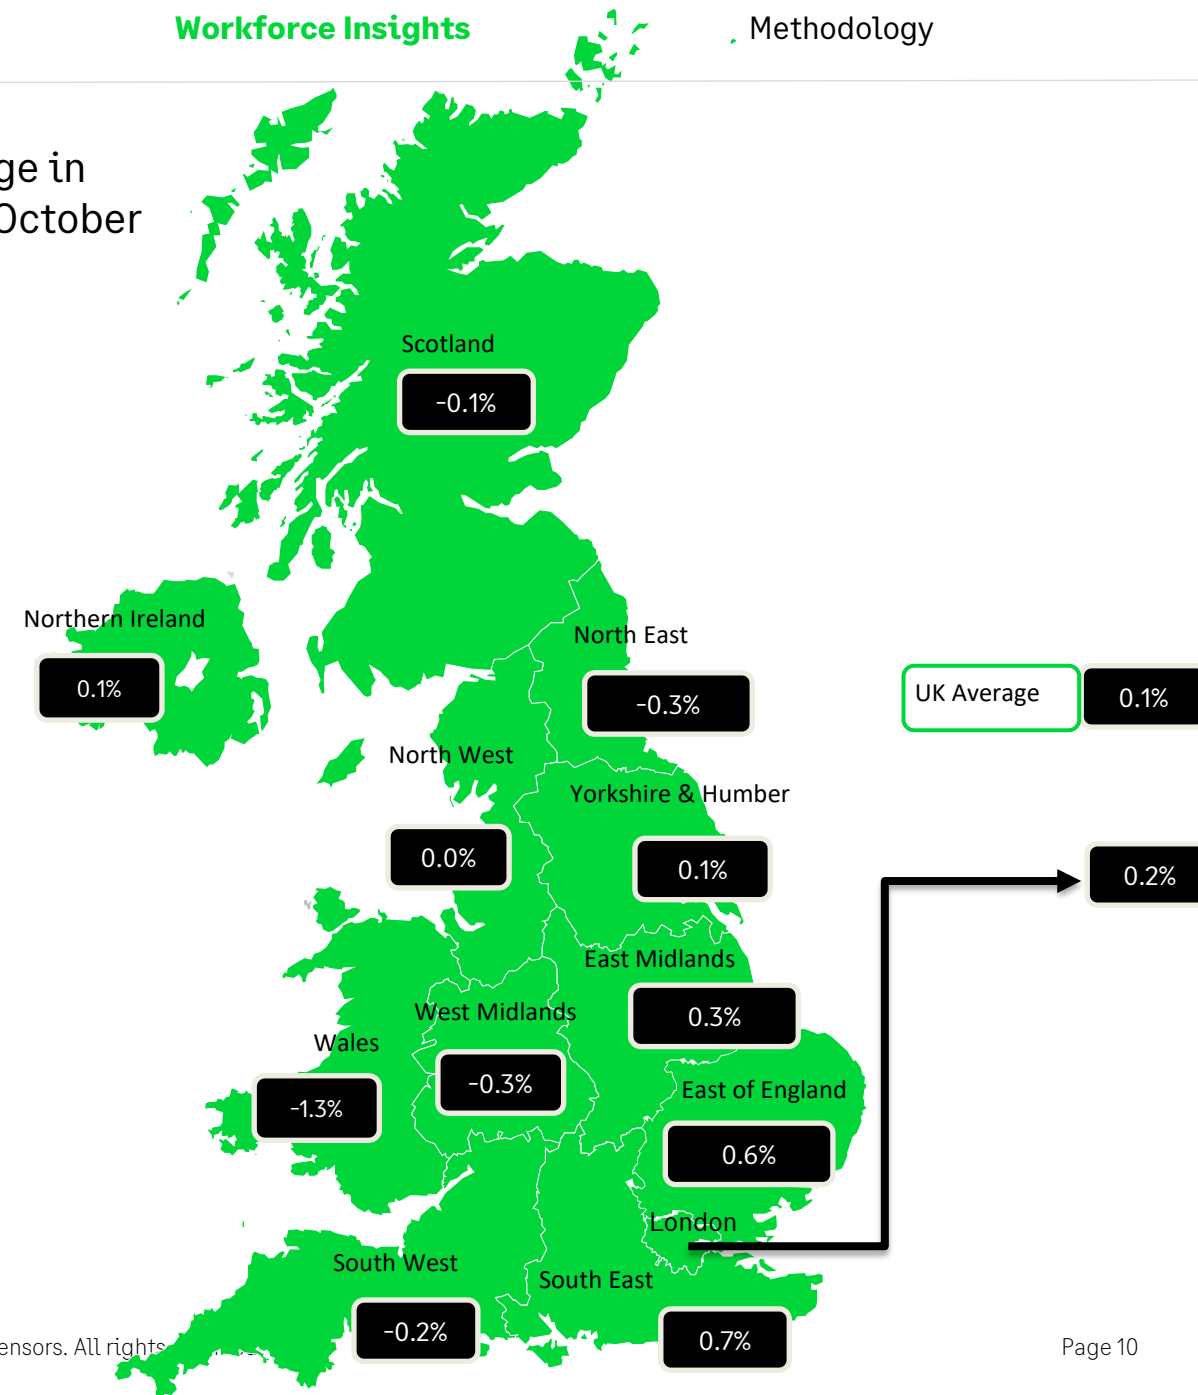 Workforce Insights
Methodology
ge in
October
Scotland
-0.1%
Northern Ireland
0.1%
North East
-0.3%
UK Average
0.1%
North West
0.0%
Yorkshire & Humber
0.1%
0.2%
East Midlands
0.3%
West Midlands
-0.3%
Wales
-1.3%
East of England
0.6%
London
South West
-0.2%
South East
0.7%
ensors. All rights
Page 10